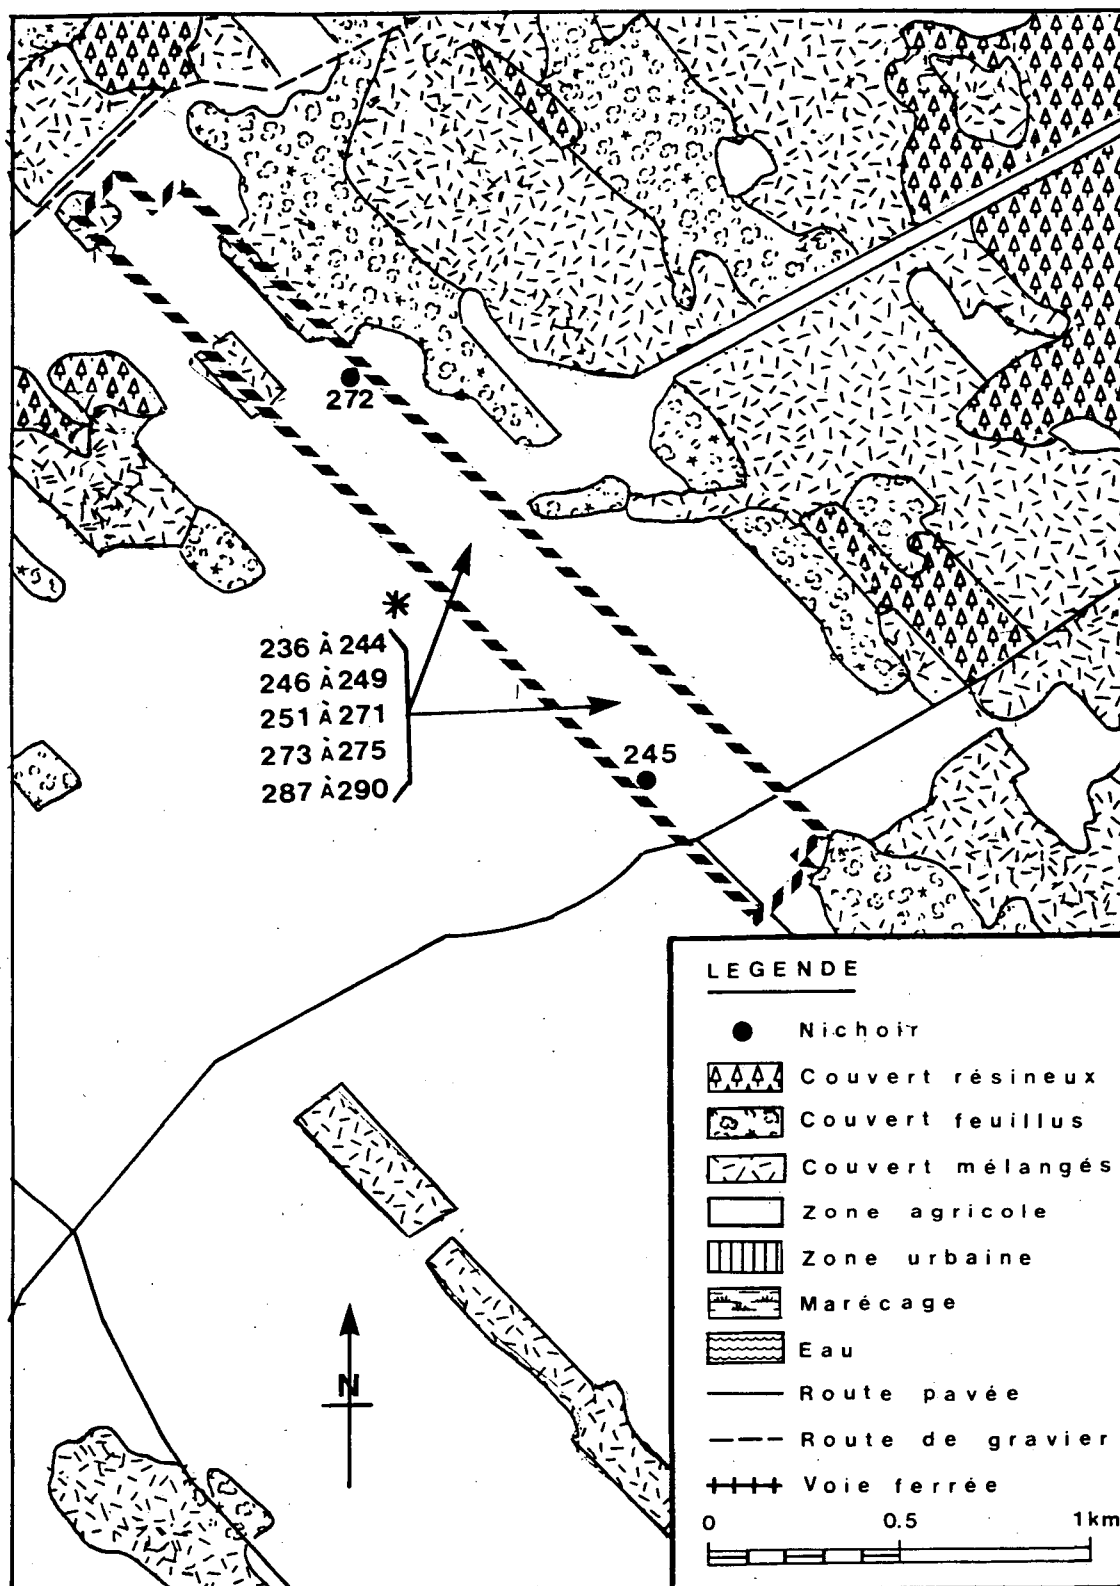 272
*
236 À 244
246 À 249
251 À 271
273 À 275
287 À 290
245
N
LEGENDE
Nichoir
Couvert résineux
Couvert feuillus
Couvert mélangés
Zone agricole
Zone urbaine
Marécage
Eau
Route pavée
Route de gravier
Voie ferrée
0 0.5 1km